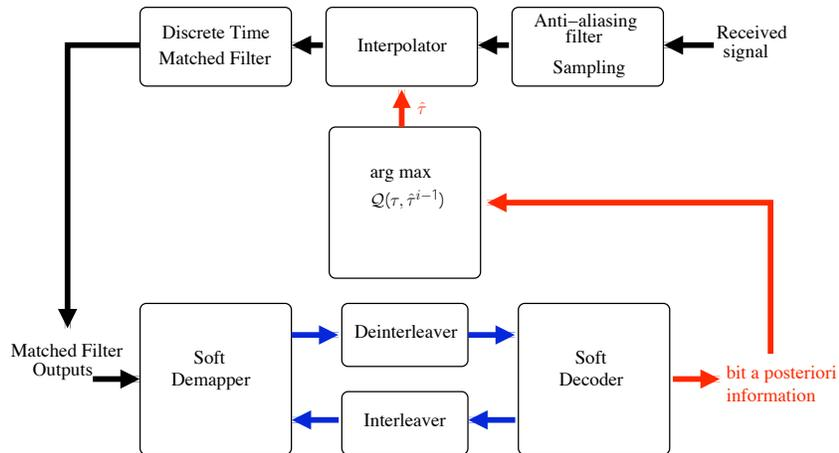 Discrete Time
Matched Filter
Interpolator
Anti−aliasing
filter
Sampling
Received
signal
τ̂
arg max
𝒬(τ, τ̂ⁱ⁻¹)
Matched Filter
Outputs
Soft
Demapper
Deinterleaver
Interleaver
Soft
Decoder
bit a posteriori
information